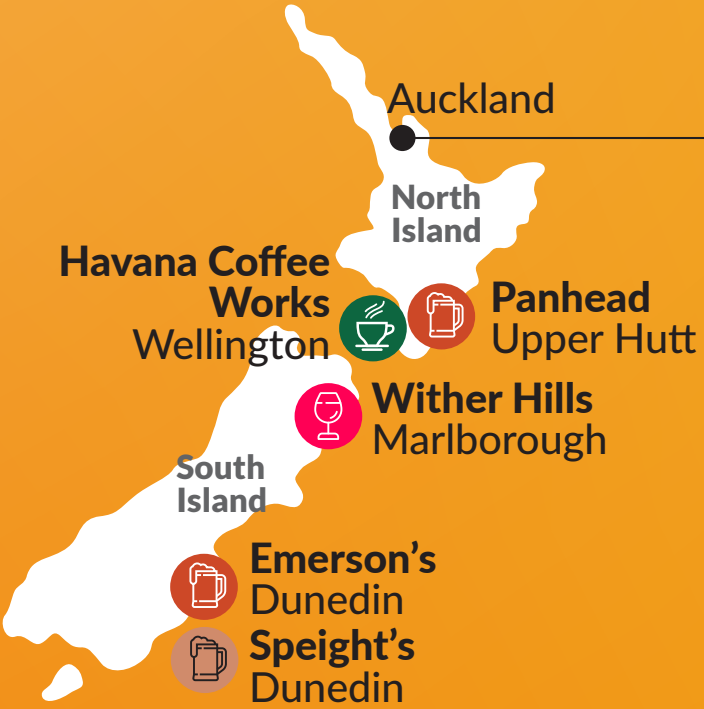 Auckland
North
Island
Havana Coffee
Works
Wellington
Panhead
Upper Hutt
Wither Hills
Marlborough
South
Island
Emerson’s
Dunedin
Speight’s
Dunedin